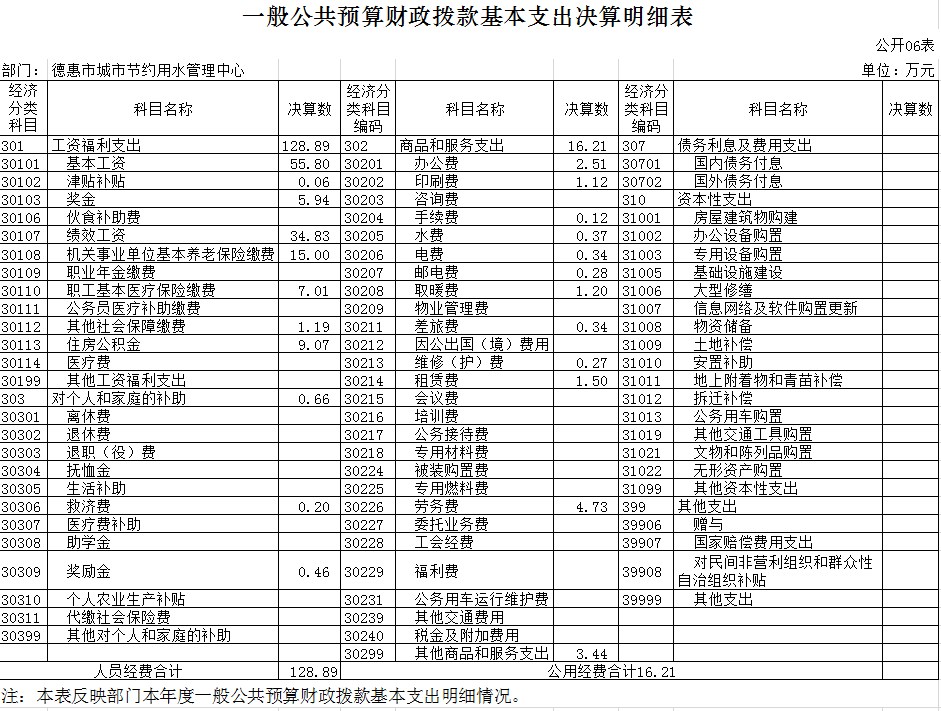 一般公共预算财政拨款基本支出决算明细表
公开06表
部门： 德惠市城市节约用水管理中心 单位：万元
经济分类科目 科目名称 决算数 经济分类科目编码 科目名称 决算数 经济分类科目编码 科目名称 决算数
301 工资福利支出 128.89 302 商品和服务支出 16.21 307 债务利息及费用支出
30101 基本工资 55.80 30201 办公费 2.51 30701 国内债务付息
30102 津贴补贴 0.06 30202 印刷费 1.12 30702 国外债务付息
30103 奖金 5.94 30203 咨询费 310 资本性支出
30106 伙食补助费 30204 手续费 0.12 31001 房屋建筑物购建
30107 绩效工资 34.83 30205 水费 0.37 31002 办公设备购置
30108 机关事业单位基本养老保险缴费 15.00 30206 电费 0.34 31003 专用设备购置
30109 职业年金缴费 30207 邮电费 0.28 31005 基础设施建设
30110 职工基本医疗保险缴费 7.01 30208 取暖费 1.20 31006 大型修缮
30111 公务员医疗补助缴费 30209 物业管理费 31007 信息网络及软件购置更新
30112 其他社会保障缴费 1.19 30211 差旅费 0.34 31008 物资储备
30113 住房公积金 9.07 30212 因公出国（境）费用 31009 土地补偿
30114 医疗费 30213 维修（护）费 0.27 31010 安置补助
30199 其他工资福利支出 30214 租赁费 1.50 31011 地上附着物和青苗补偿
303 对个人和家庭的补助 0.66 30215 会议费 31012 拆迁补偿
30301 离休费 30216 培训费 31013 公务用车购置
30302 退休费 30217 公务接待费 31019 其他交通工具购置
30303 退职（役）费 30218 专用材料费 31021 文物和陈列品购置
30304 抚恤金 30224 被装购置费 31022 无形资产购置
30305 生活补助 30225 专用燃料费 31099 其他资本性支出
30306 救济费 0.20 30226 劳务费 4.73 399 其他支出
30307 医疗费补助 30227 委托业务费 39906 赠与
30308 助学金 30228 工会经费 39907 国家赔偿费用支出
30309 奖励金 0.46 30229 福利费 39908 对民间非营利组织和群众性自治组织补贴
30310 个人农业生产补贴 30231 公务用车运行维护费 39999 其他支出
30311 代缴社会保险费 30239 其他交通费用
30399 其他对个人和家庭的补助 30240 税金及附加费用
30299 其他商品和服务支出 3.44
人员经费合计 128.89 公用经费合计16.21
注：本表反映部门本年度一般公共预算财政拨款基本支出明细情况。